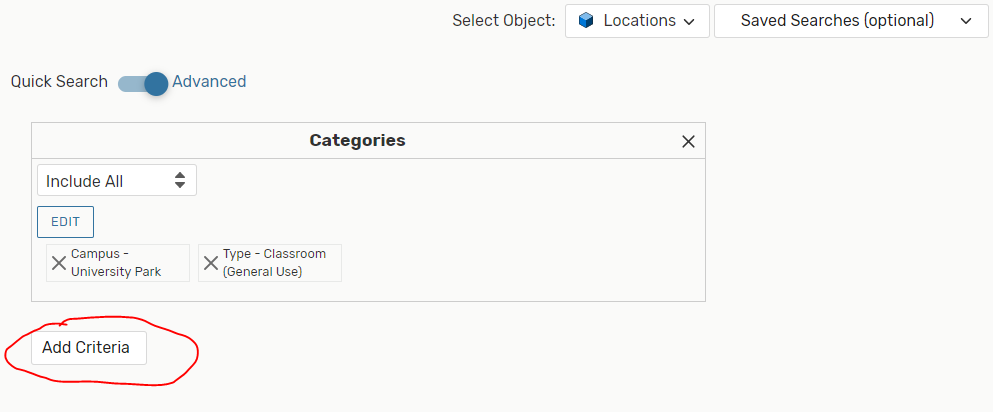 Select Object: Locations Saved Searches (optional)
Quick Search Advanced
Categories
Include All
EDIT
Campus -
University Park
Type - Classroom
(General Use)
Add Criteria